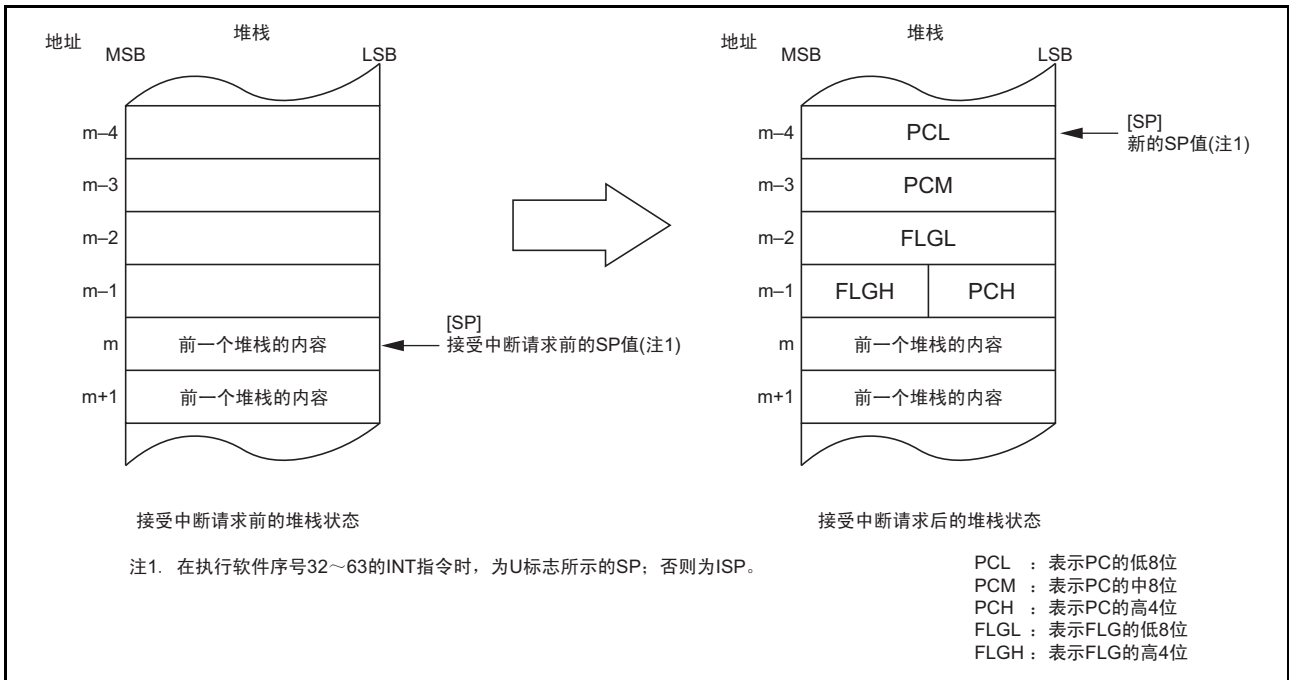 地址
MSB
堆栈
LSB
m–4
m–3
m–2
m–1
m
前一个堆栈的内容
m+1
前一个堆栈的内容
[SP]
接受中断请求前的SP值(注1)
接受中断请求前的堆栈状态
地址
MSB
堆栈
LSB
m–4
PCL
m–3
PCM
m–2
FLGL
m–1
FLGH
PCH
m
前一个堆栈的内容
m+1
前一个堆栈的内容
[SP]
新的SP值(注1)
接受中断请求后的堆栈状态
注1. 在执行软件序号32～63的INT指令时，为U标志所示的SP；否则为ISP。
PCL ：表示PC的低8位
PCM ：表示PC的中8位
PCH ：表示PC的高4位
FLGL ：表示FLG的低8位
FLGH ：表示FLG的高4位